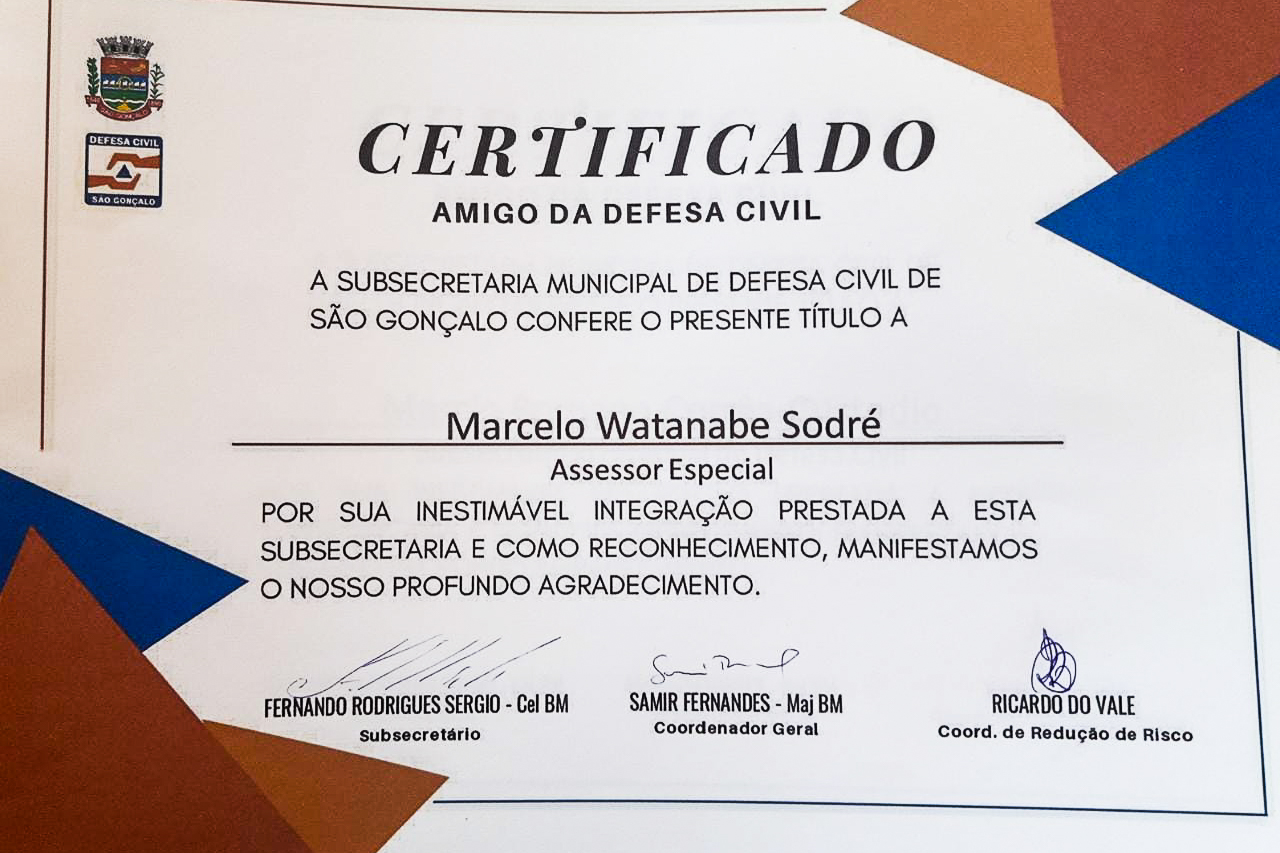 SÃO GONÇALO
DEFESA CIVIL
SÃO GONÇALO
CERTIFICADO
AMIGO DA DEFESA CIVIL
A SUBSECRETARIA MUNICIPAL DE DEFESA CIVIL DE
SÃO GONÇALO CONFERE O PRESENTE TÍTULO A
Marcelo Watanabe Sodré
Assessor Especial
POR SUA INESTIMÁVEL INTEGRAÇÃO PRESTADA A ESTA
SUBSECRETARIA E COMO RECONHECIMENTO, MANIFESTAMOS
O NOSSO PROFUNDO AGRADECIMENTO.
FERNANDO RODRIGUES SERGIO - Cel BM
Subsecretário
SAMIR FERNANDES - Maj BM
Coordenador Geral
RICARDO DO VALE
Coord. de Redução de Risco